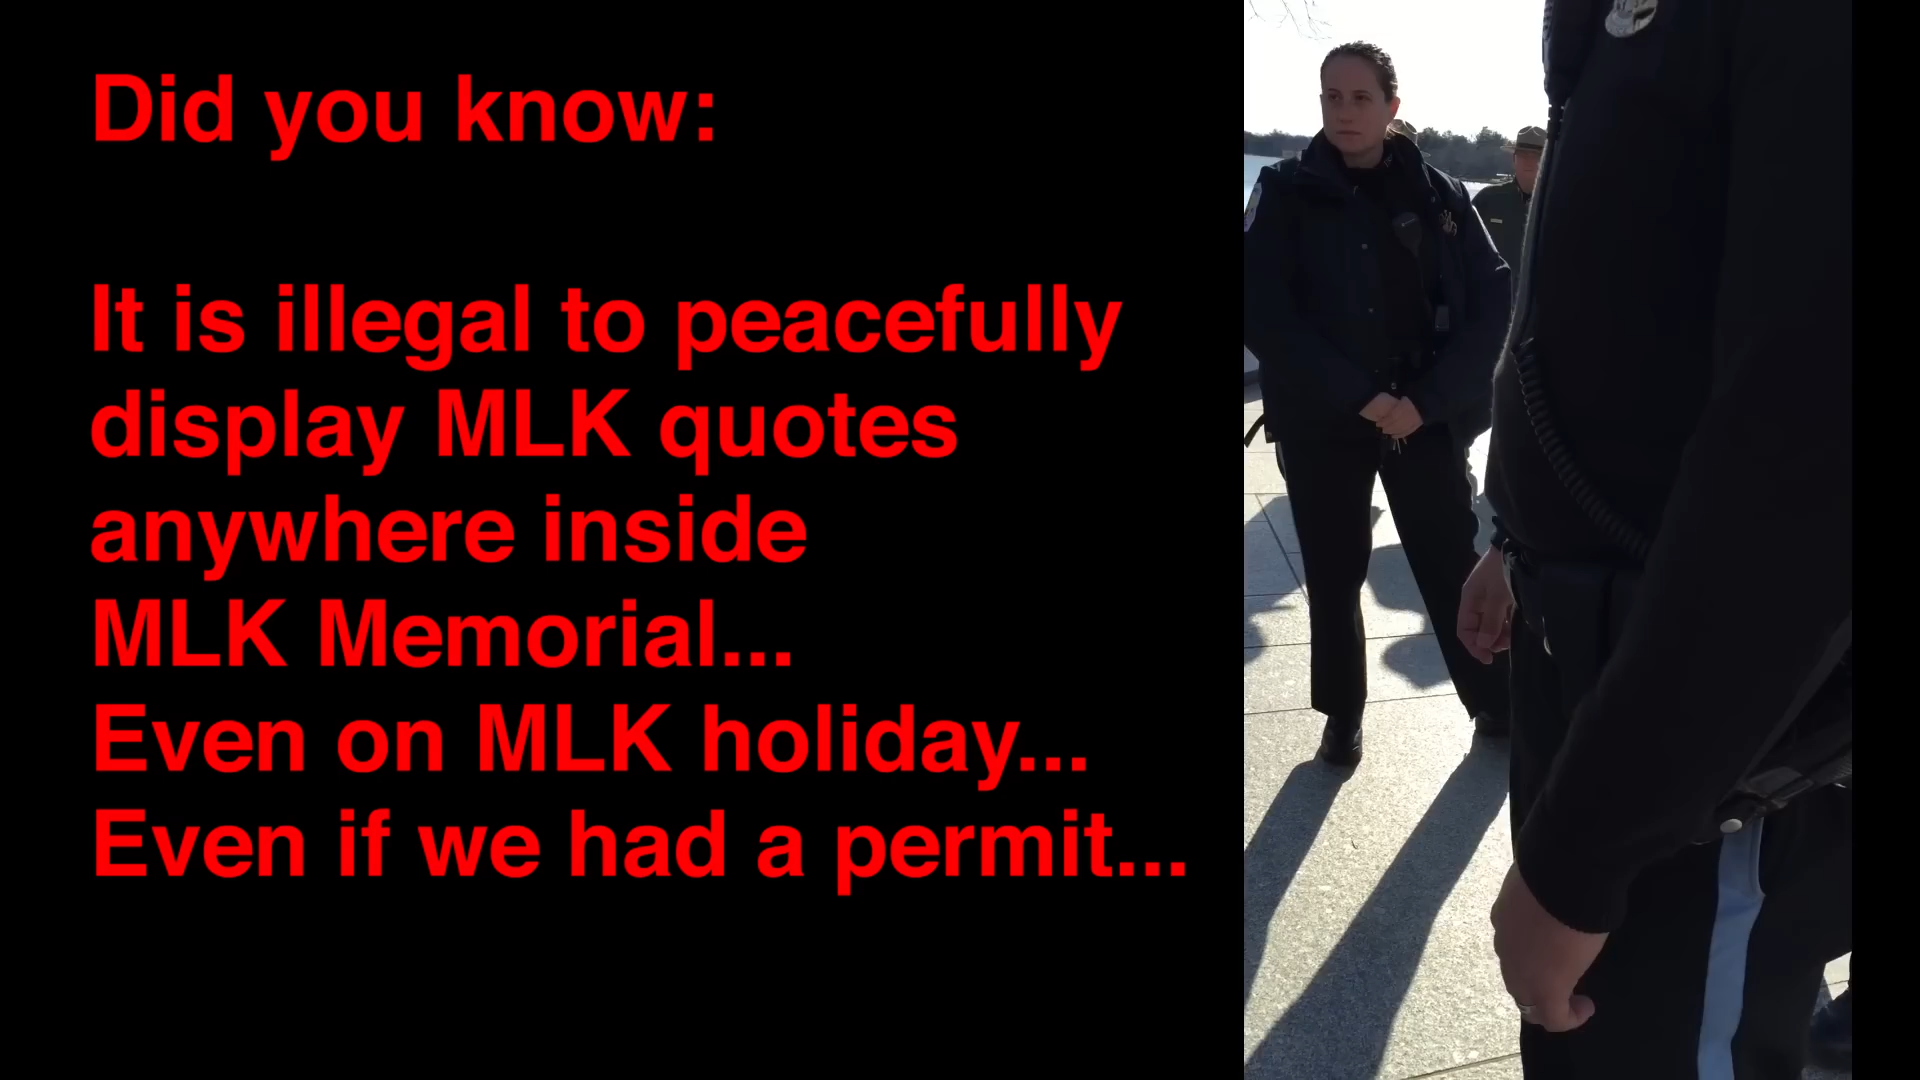 Did you know:
It is illegal to peacefully
display MLK quotes
anywhere inside
MLK Memorial...
Even on MLK holiday...
Even if we had a permit...